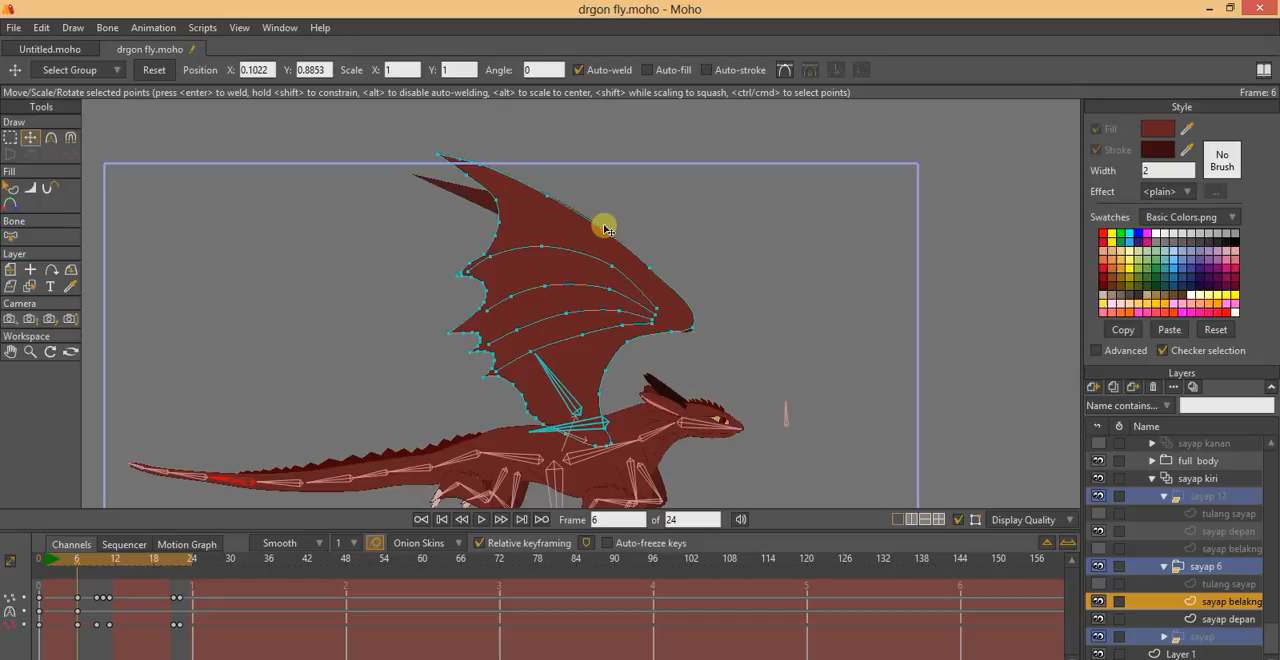 drgon fly.moho - Moho
File Edit Draw Bone Animation Scripts View Window Help
Untitled.moho drgon fly.moho
Select Group Reset Position X: 0.1022 Y: 0.8853 Scale X: 1 Y: 1 Angle: 0 Auto-weld Auto-fill Auto-stroke
Move/Scale/Rotate selected points (press <enter> to weld, hold <shift> to constrain, <alt> to disable auto-welding, <alt> to scale to center, <shift> while scaling to squash, <ctrl/cmd> to select points) Frame: 6
Tools
Draw
Fill
Bone
Layer
Camera
Workspace
Style
Fill
Stroke
No Brush
Width 2
Effect <plain> ...
Swatches Basic Colors.png
Copy Paste Reset
Advanced Checker selection
Layers
Name contains...
Name
sayap kanan
full body
sayap kiri
sayap 12
tulang sayap
sayap depan
sayap belakng
sayap 6
tulang sayap
sayap belakng
sayap depan
sayap
Layer 1
Frame 6 of 24 Display Quality
Channels Sequencer Motion Graph Smooth 1 Onion Skins Relative keyframing Auto-freeze keys
0 6 12 18 24 30 36 42 48 54 60 66 72 78 84 90 96 102 108 114 120 126 132 138 144 150 156
0 1 2 3 4 5 6